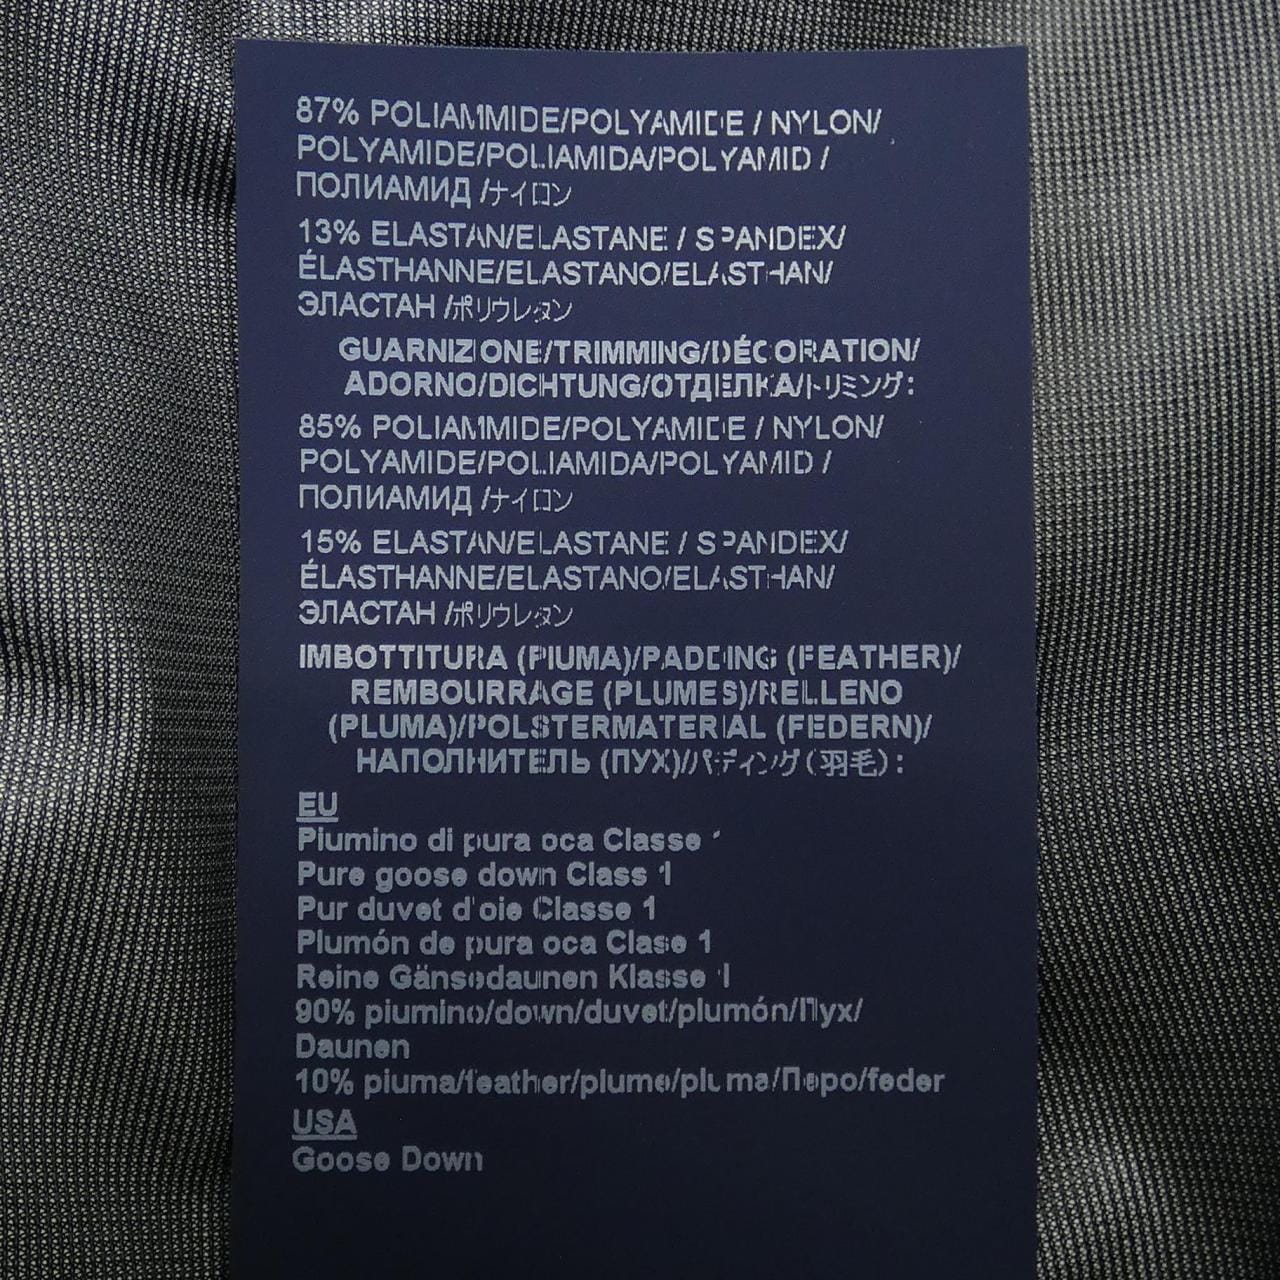 87% POLIAMMIDE/POLYAMIDE / NYLON/
POLYAMIDE/POLIAMIDA/POLYAMID /
ПОЛИАМИД /ナイロン
13% ELASTAN/ELASTANE / SPANDEX/
ÉLASTHANNE/ELASTANO/ELASTHAN/
ЭЛАСТАН /ポリウレタン
GUARNIZIONE/TRIMMING/DÉCORATION/
ADORNO/DICHTUNG/ОТДЕЛКА/トリミング:
85% POLIAMMIDE/POLYAMIDE / NYLON/
POLYAMIDE/POLIAMIDA/POLYAMID /
ПОЛИАМИД /ナイロン
15% ELASTAN/ELASTANE / SPANDEX/
ÉLASTHANNE/ELASTANO/ELASTHAN/
ЭЛАСТАН /ポリウレタン
IMBOTTITURA (PIUMA)/PADDING (FEATHER)/
REMBOURRAGE (PLUMES)/RELLENO
(PLUMA)/POLSTERMATERIAL (FEDERN)/
НАПОЛНИТЕЛЬ (ПУХ)/パディング(羽毛):
EU
Piumino di pura oca Classe 1
Pure goose down Class 1
Pur duvet d'oie Classe 1
Plumón de pura oca Clase 1
Reine Gänsedaunen Klasse 1
90% piumino/down/duvet/plumón/Пух/
Daunen
10% piuma/feather/plume/pluma/Перо/feder
USA
Goose Down